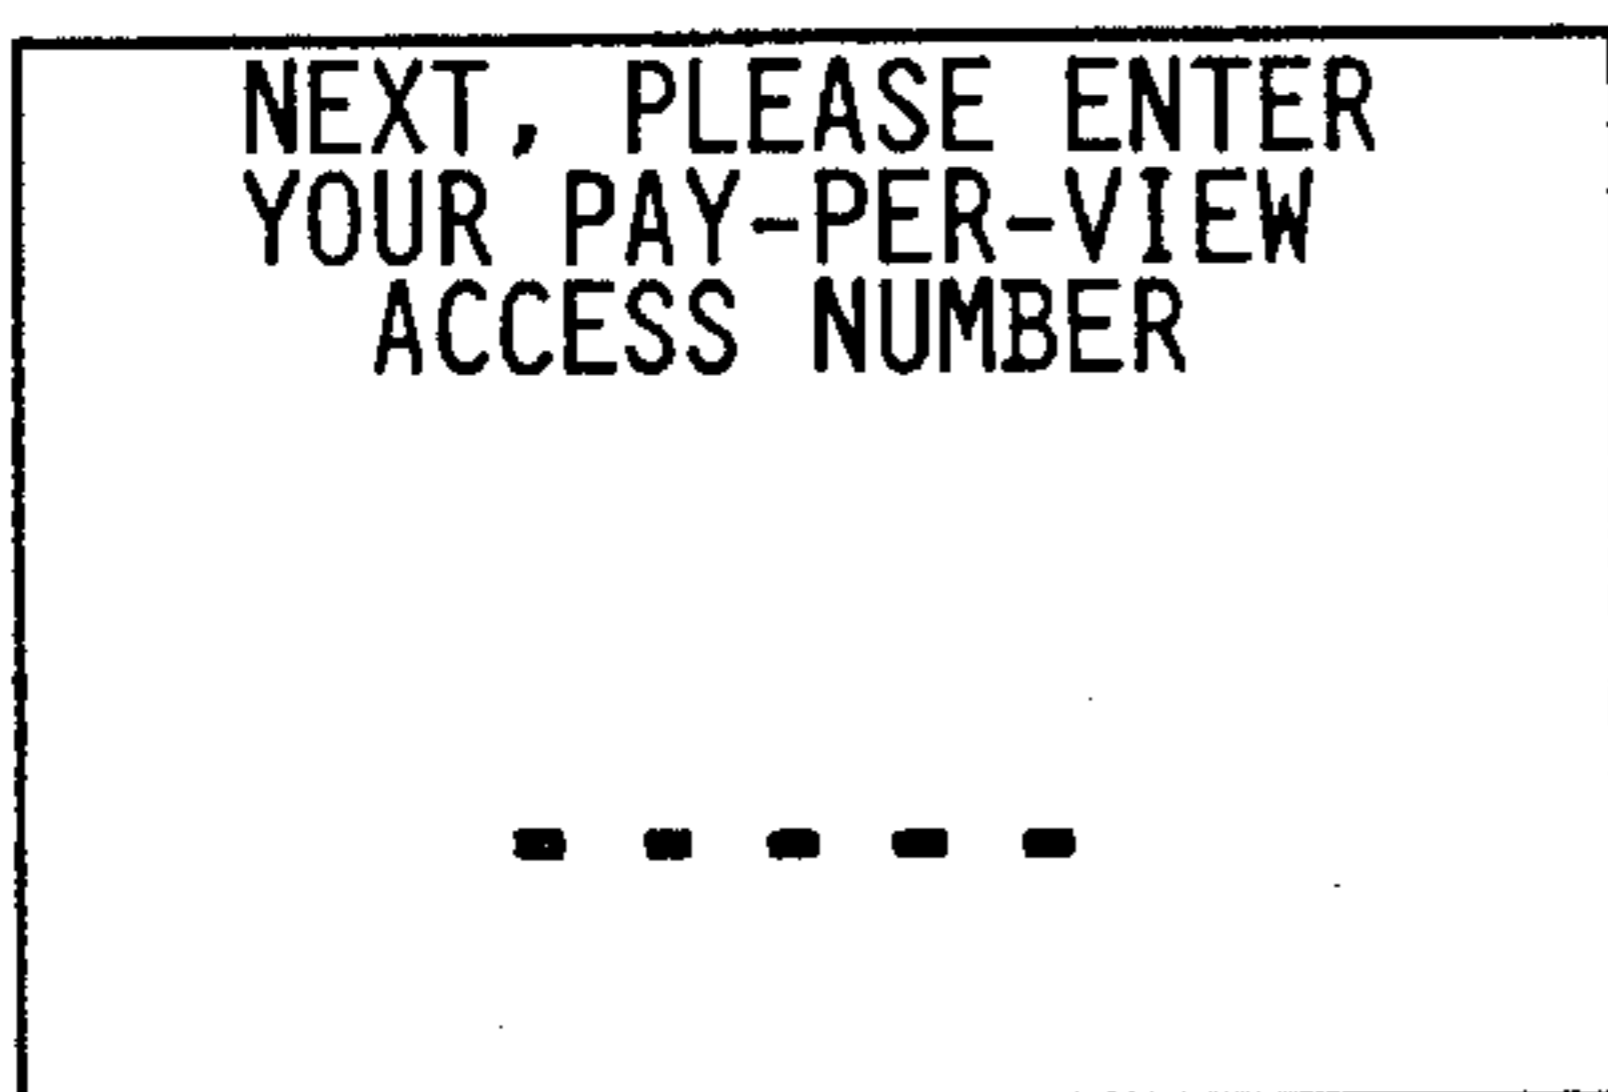 NEXT, PLEASE ENTER
YOUR PAY-PER-VIEW
ACCESS NUMBER
- - - - -